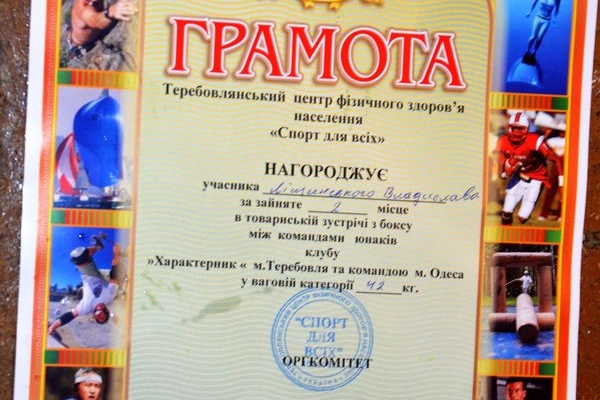 ГРАМОТА
Теребовлянський центр фізичного здоров'я
населення
«Спорт для всіх»
НАГОРОДЖУЄ
учасника Ліщинського Владислава
за зайняте 2 місце
в товариській зустрічі з боксу
між командами юнаків
клубу
»Характерник « м.Теребовля та командою м. Одеса
у ваговій категорії 42 кг.
"СПОРТ
ДЛЯ
ВСІХ"
ОРГКОМІТЕТ